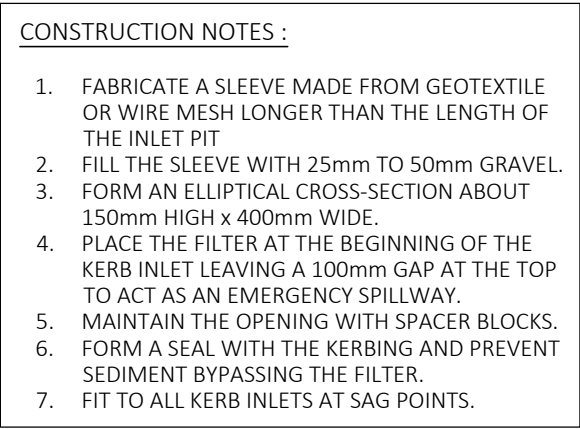 CONSTRUCTION NOTES :
1. FABRICATE A SLEEVE MADE FROM GEOTEXTILE
OR WIRE MESH LONGER THAN THE LENGTH OF
THE INLET PIT
2. FILL THE SLEEVE WITH 25mm TO 50mm GRAVEL.
3. FORM AN ELLIPTICAL CROSS-SECTION ABOUT
150mm HIGH x 400mm WIDE.
4. PLACE THE FILTER AT THE BEGINNING OF THE
KERB INLET LEAVING A 100mm GAP AT THE TOP
TO ACT AS AN EMERGENCY SPILLWAY.
5. MAINTAIN THE OPENING WITH SPACER BLOCKS.
6. FORM A SEAL WITH THE KERBING AND PREVENT
SEDIMENT BYPASSING THE FILTER.
7. FIT TO ALL KERB INLETS AT SAG POINTS.